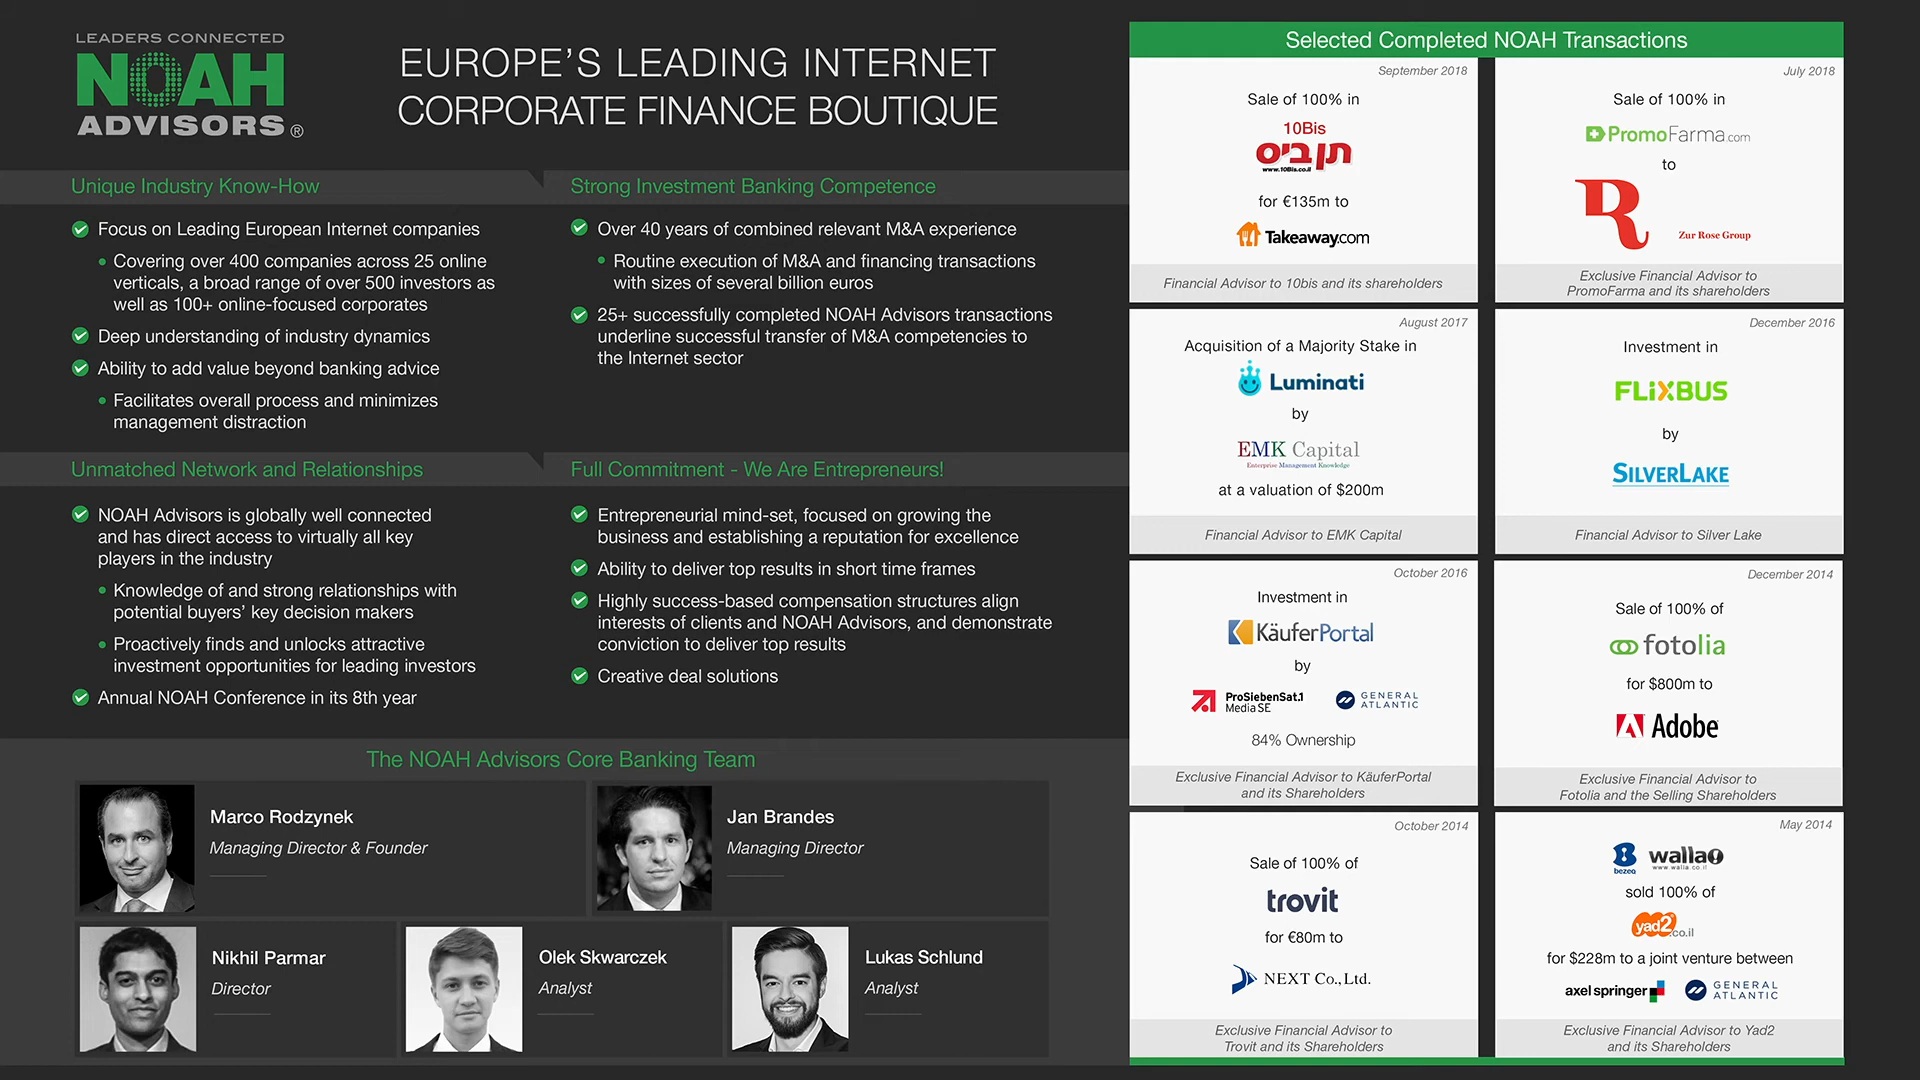 LEADERS CONNECTED
NOAH
ADVISORS®
EUROPE’S LEADING INTERNET
CORPORATE FINANCE BOUTIQUE
Unique Industry Know-How
Focus on Leading European Internet companies
Covering over 400 companies across 25 online
verticals, a broad range of over 500 investors as
well as 100+ online-focused corporates
Deep understanding of industry dynamics
Ability to add value beyond banking advice
Facilitates overall process and minimizes
management distraction
Strong Investment Banking Competence
Over 40 years of combined relevant M&A experience
Routine execution of M&A and financing transactions
with sizes of several billion euros
25+ successfully completed NOAH Advisors transactions
underline successful transfer of M&A competencies to
the Internet sector
Unmatched Network and Relationships
NOAH Advisors is globally well connected
and has direct access to virtually all key
players in the industry
Knowledge of and strong relationships with
potential buyers’ key decision makers
Proactively finds and unlocks attractive
investment opportunities for leading investors
Annual NOAH Conference in its 8th year
Full Commitment - We Are Entrepreneurs!
Entrepreneurial mind-set, focused on growing the
business and establishing a reputation for excellence
Ability to deliver top results in short time frames
Highly success-based compensation structures align
interests of clients and NOAH Advisors, and demonstrate
conviction to deliver top results
Creative deal solutions
The NOAH Advisors Core Banking Team
Marco Rodzynek
Managing Director & Founder
Jan Brandes
Managing Director
Nikhil Parmar
Director
Olek Skwarczek
Analyst
Lukas Schlund
Analyst
Selected Completed NOAH Transactions
September 2018
Sale of 100% in
10Bis
תן ביס
www.10Bis.co.il
for €135m to
Takeaway.com
Financial Advisor to 10bis and its shareholders
July 2018
Sale of 100% in
PromoFarma.com
to
R
Zur Rose Group
Exclusive Financial Advisor to
PromoFarma and its shareholders
August 2017
Acquisition of a Majority Stake in
Luminati
by
EMK Capital
Enterprise Management Knowledge
at a valuation of $200m
Financial Advisor to EMK Capital
December 2016
Investment in
FLiXBUS
by
SILVERLAKE
Financial Advisor to Silver Lake
October 2016
Investment in
KäuferPortal
by
ProSiebenSat.1
Media SE
GENERAL
ATLANTIC
84% Ownership
Exclusive Financial Advisor to KäuferPortal
and its Shareholders
December 2014
Sale of 100% of
fotolia
for $800m to
Adobe
Exclusive Financial Advisor to
Fotolia and the Selling Shareholders
October 2014
Sale of 100% of
trovit
for €80m to
NEXT Co., Ltd.
Exclusive Financial Advisor to
Trovit and its Shareholders
May 2014
bezeq
walla!
www.walla.co.il
sold 100% of
yad2.co.il
for $228m to a joint venture between
axel springer
GENERAL
ATLANTIC
Exclusive Financial Advisor to Yad2
and its Shareholders